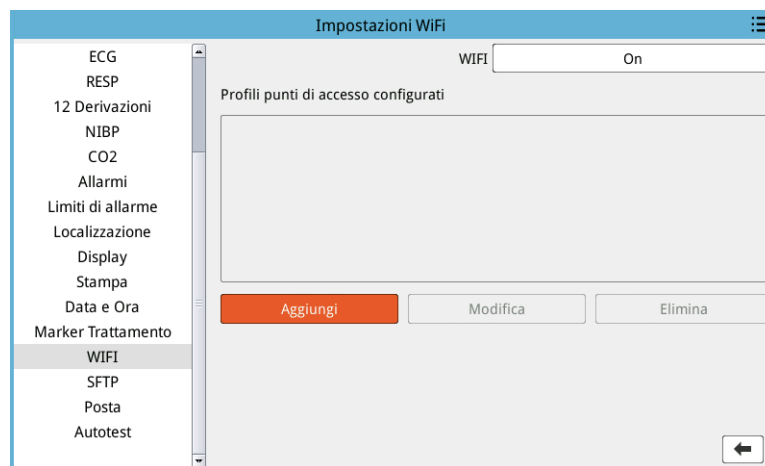 Impostazioni WiFi
ECG
RESP
12 Derivazioni
NIBP
CO2
Allarmi
Limiti di allarme
Localizzazione
Display
Stampa
Data e Ora
Marker Trattamento
WIFI
SFTP
Posta
Autotest
WIFI On
Profili punti di accesso configurati
Aggiungi Modifica Elimina